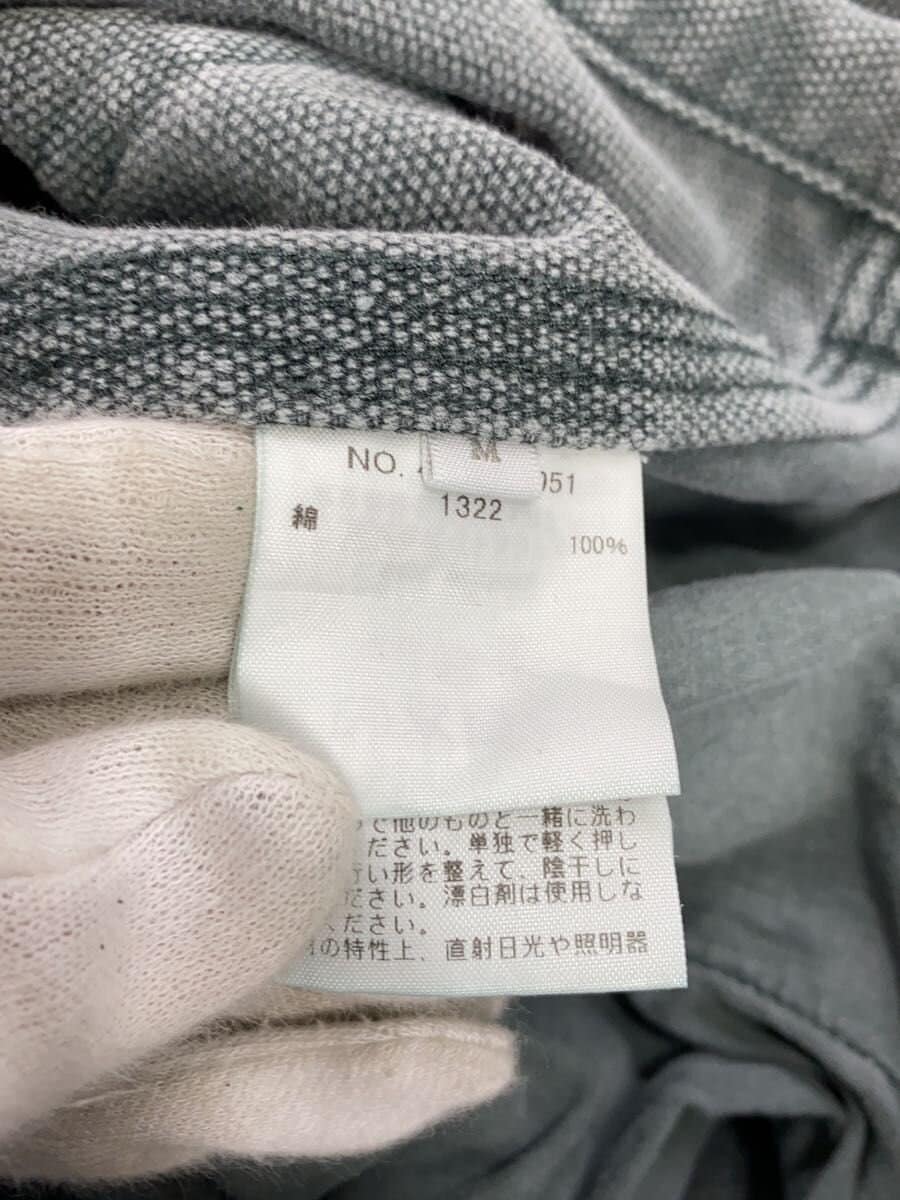 M
NO. 051
1322
綿 100%
で他のものと一緒に洗わ
ださい。単独で軽く押し
い形を整えて、陰干しに
ださい。漂白剤は使用しな
ください。
の特性上、直射日光や照明器